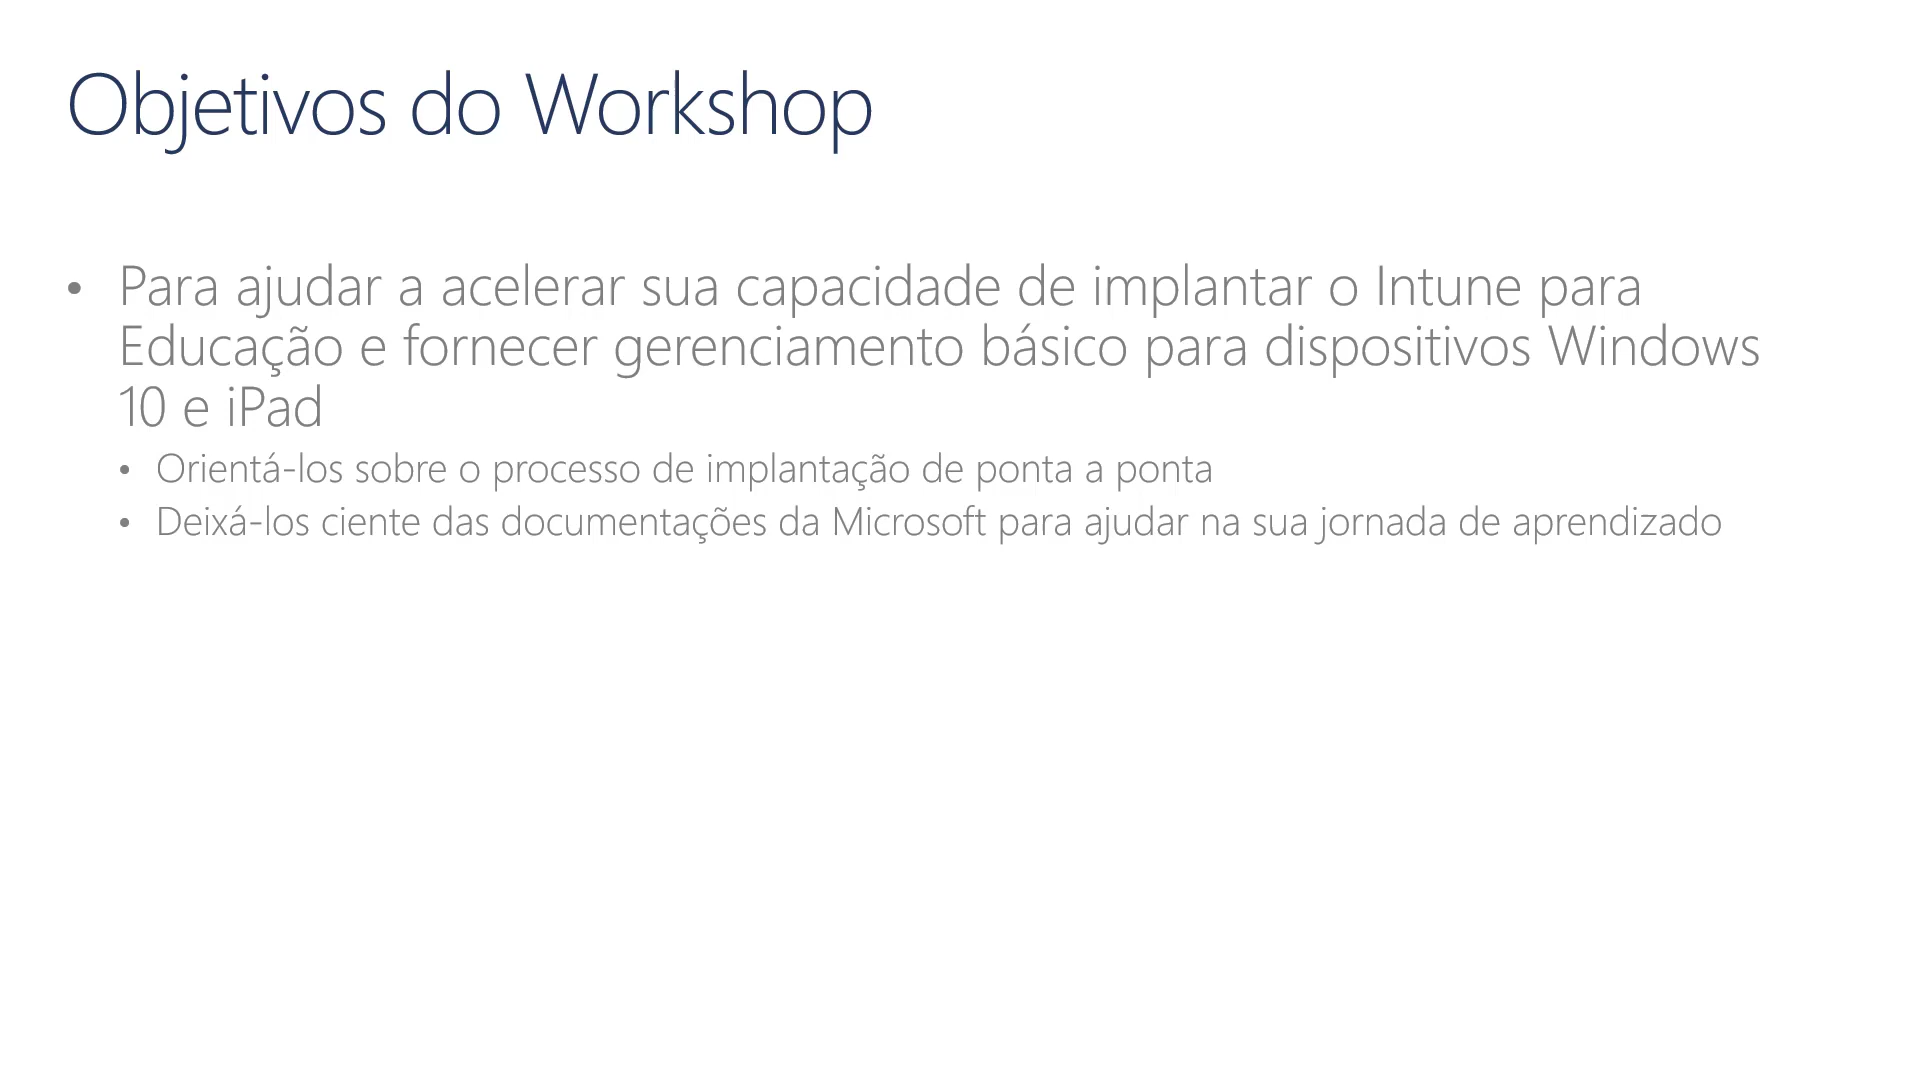 Objetivos do Workshop
• Para ajudar a acelerar sua capacidade de implantar o Intune para
Educação e fornecer gerenciamento básico para dispositivos Windows
10 e iPad
• Orientá-los sobre o processo de implantação de ponta a ponta
• Deixá-los ciente das documentações da Microsoft para ajudar na sua jornada de aprendizado